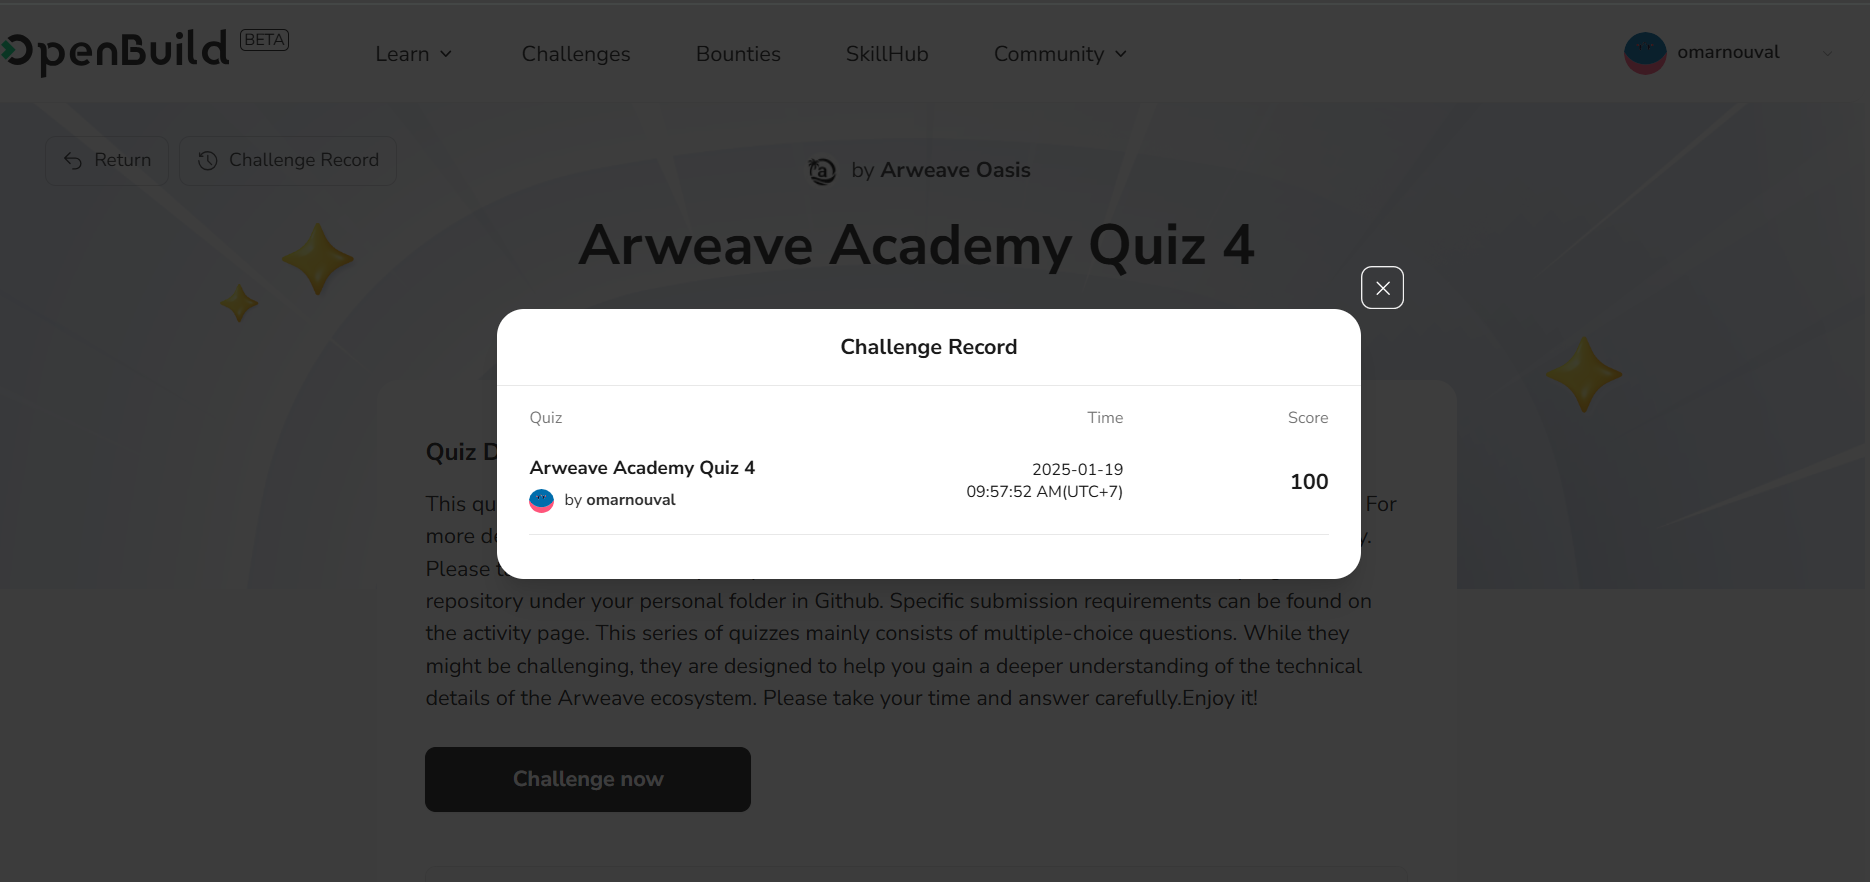 OpenBuild BETA
Learn
Challenges
Bounties
SkillHub
Community
omarnouval
Return
Challenge Record
by Arweave Oasis
Arweave Academy Quiz 4
Challenge Record
Quiz Time Score
Arweave Academy Quiz 4
by omarnouval
2025-01-19
09:57:52 AM(UTC+7)
100
Quiz
This For
more
Please
repository under your personal folder in Github. Specific submission requirements can be found on
the activity page. This series of quizzes mainly consists of multiple-choice questions. While they
might be challenging, they are designed to help you gain a deeper understanding of the technical
details of the Arweave ecosystem. Please take your time and answer carefully.Enjoy it!
Challenge now